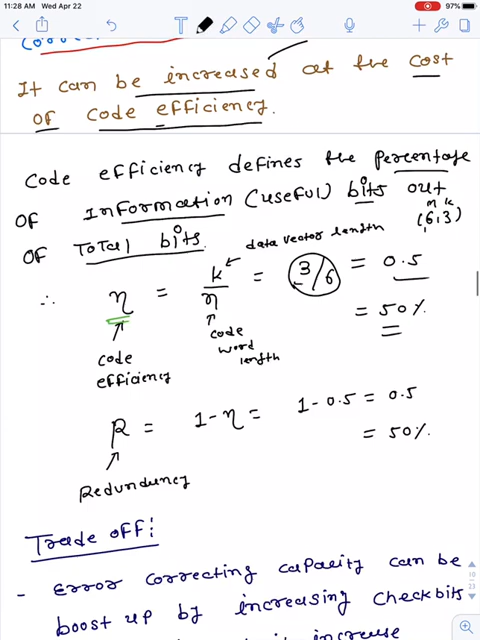 11:28 AM Wed Apr 22
97%
It can be increased at the cost
of code efficiency.
code efficiency defines the percentage
of Information (useful) bits out
of Total bits.
(6,3)
data vector length
∴ η = k/η = 3/6 = 0.5
= 50%.
code efficiency
code word length
R = 1-η = 1-0.5 = 0.5
= 50%.
Redunduncy
Trade off:
- Error correcting capacity can be
boost up by increasing checkbits
increase